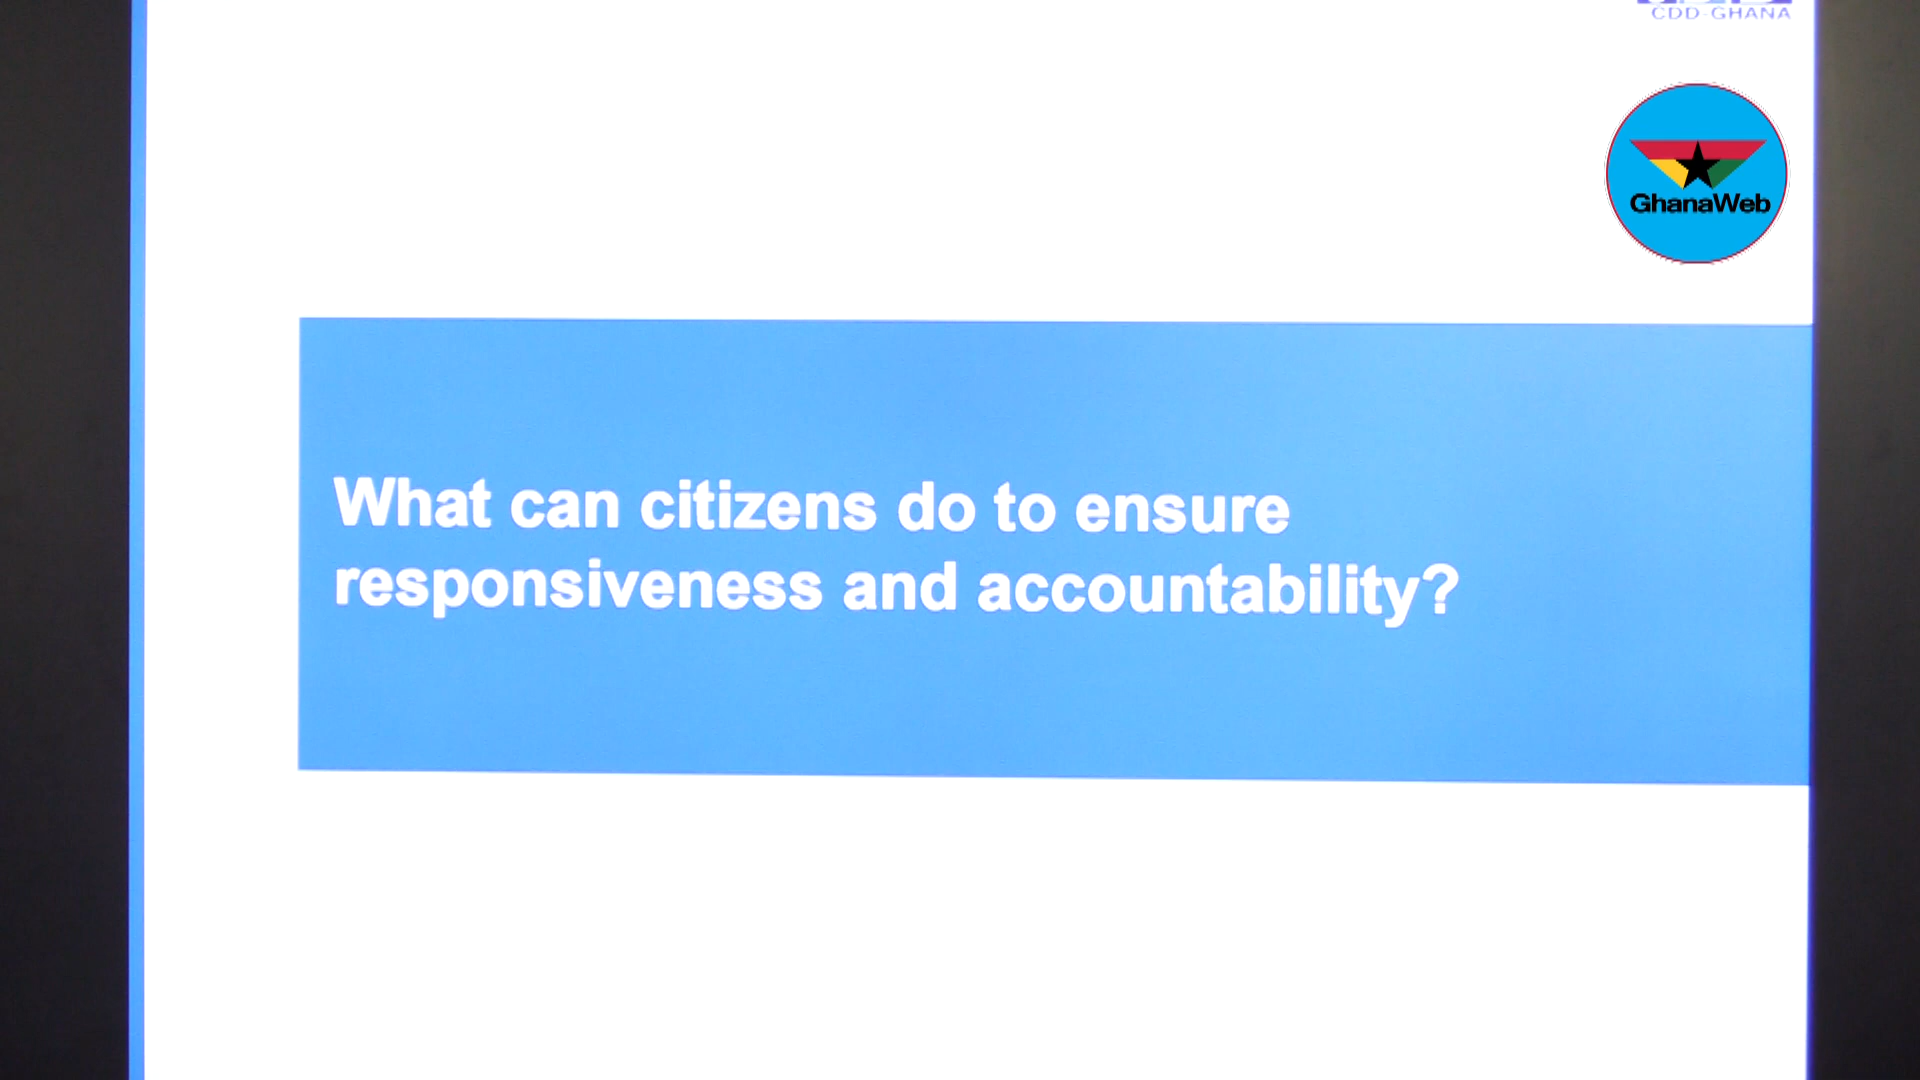 CDD-GHANA
GhanaWeb
What can citizens do to ensure
responsiveness and accountability?